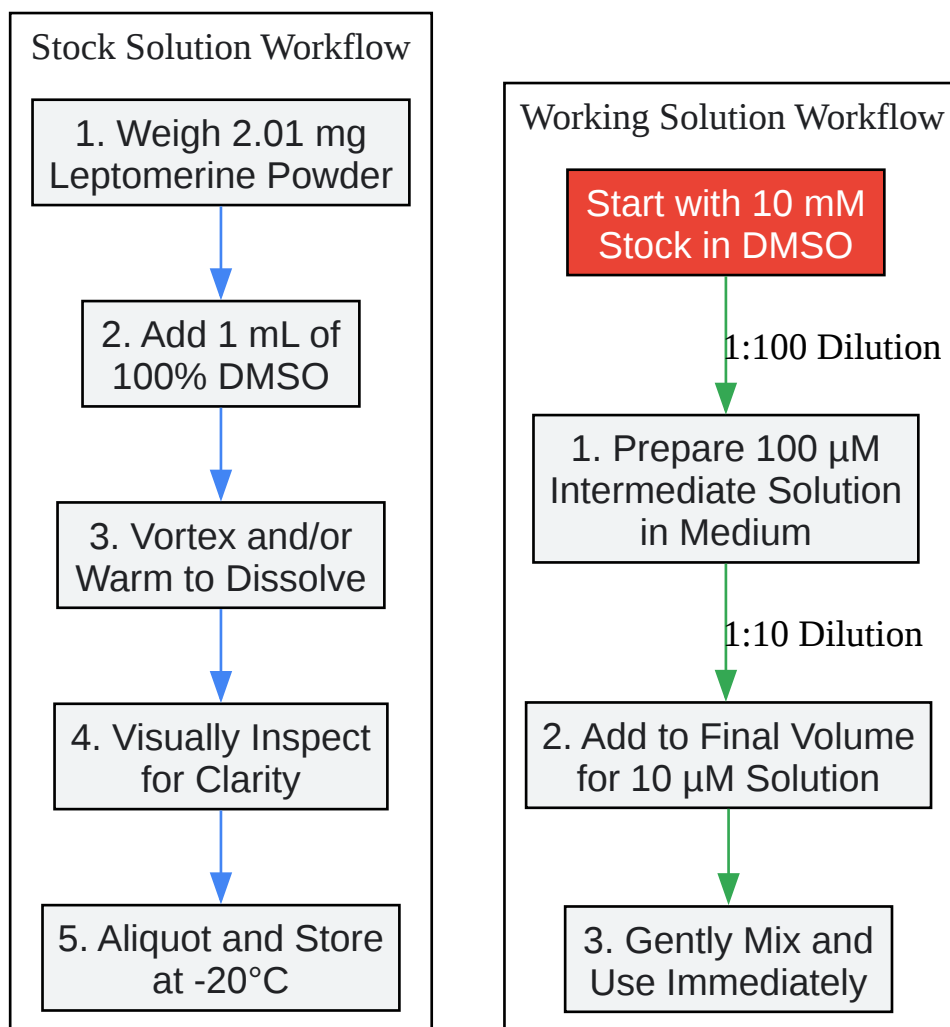 Stock Solution Workflow
1. Weigh 2.01 mg
Leptomerine Powder
2. Add 1 mL of
100% DMSO
3. Vortex and/or
Warm to Dissolve
4. Visually Inspect
for Clarity
5. Aliquot and Store
at -20°C
Working Solution Workflow
Start with 10 mM
Stock in DMSO
1:100 Dilution
1. Prepare 100 µM
Intermediate Solution
in Medium
1:10 Dilution
2. Add to Final Volume
for 10 µM Solution
3. Gently Mix and
Use Immediately